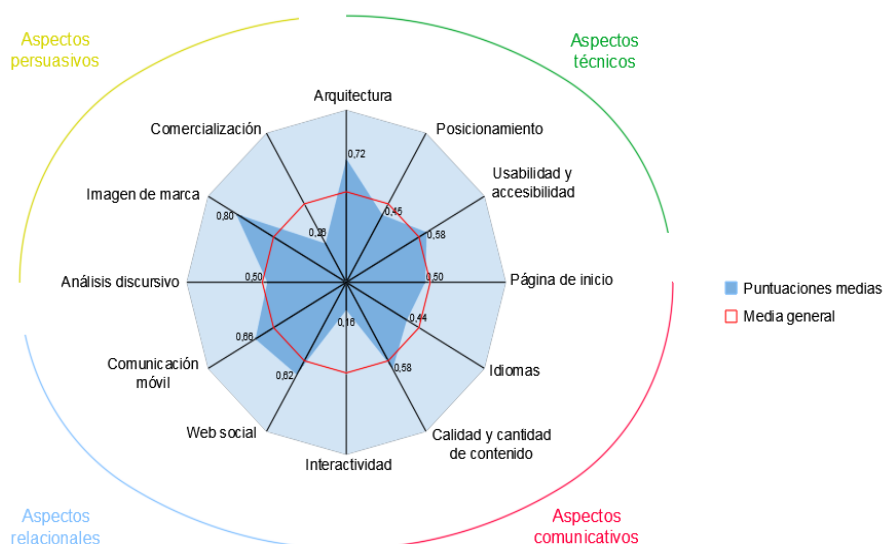 Aspectos
persuasivos
Aspectos
técnicos
Arquitectura
Comercialización
Posicionamiento
0,72
Imagen de marca
Usabilidad y
accesibilidad
0,80
0,45
0,26
0,58
Análisis discursivo
0,50
0,50
Página de inicio
Puntuaciones medias
Media general
0,16
0,44
0,66
Comunicación
móvil
0,62
0,58
Idiomas
Web social
Interactividad
Calidad y cantidad
de contenido
Aspectos
relacionales
Aspectos
comunicativos